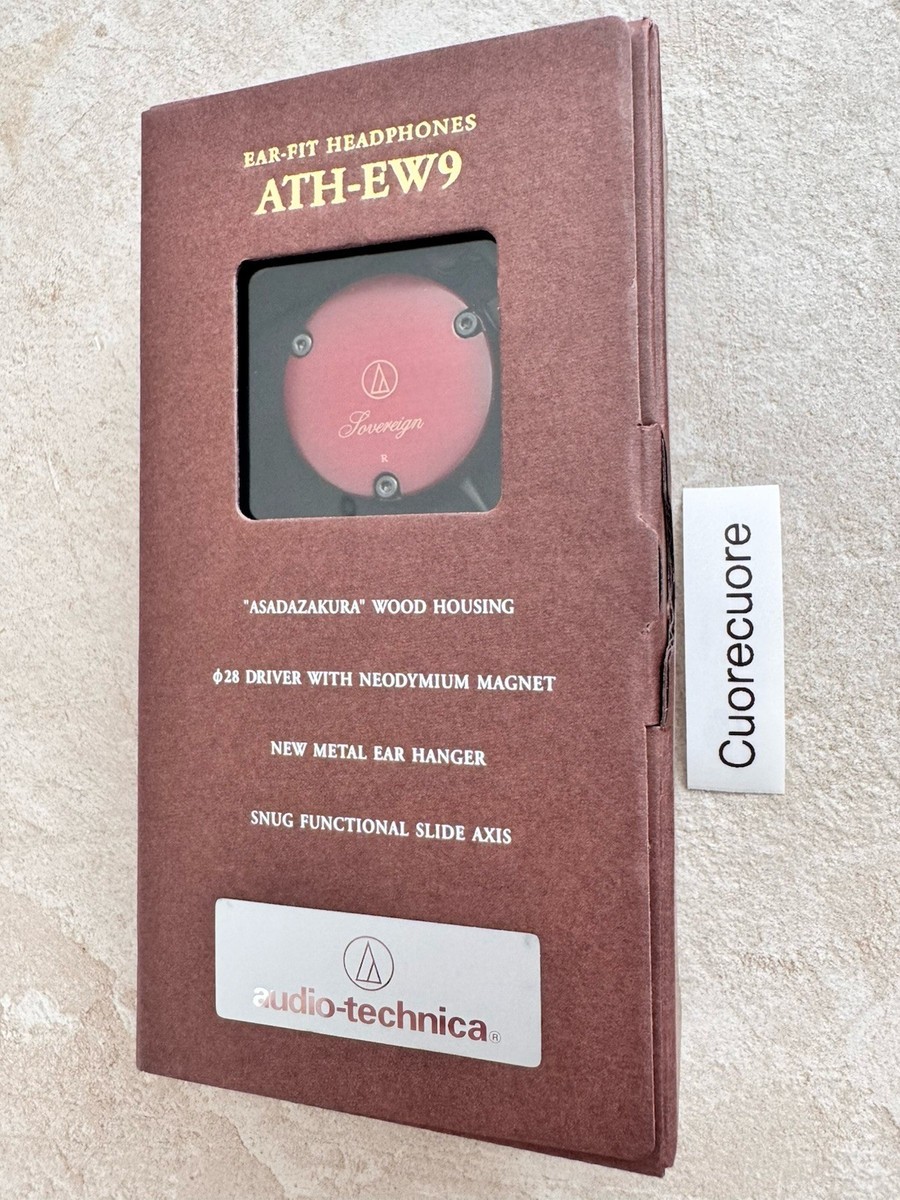 EAR-FIT HEADPHONES
ATH-EW9
Sovereign
R
"ASADAZAKURA" WOOD HOUSING
ϕ28 DRIVER WITH NEODYMIUM MAGNET
NEW METAL EAR HANGER
SNUG FUNCTIONAL SLIDE AXIS
audio-technica®
Cuorecuore